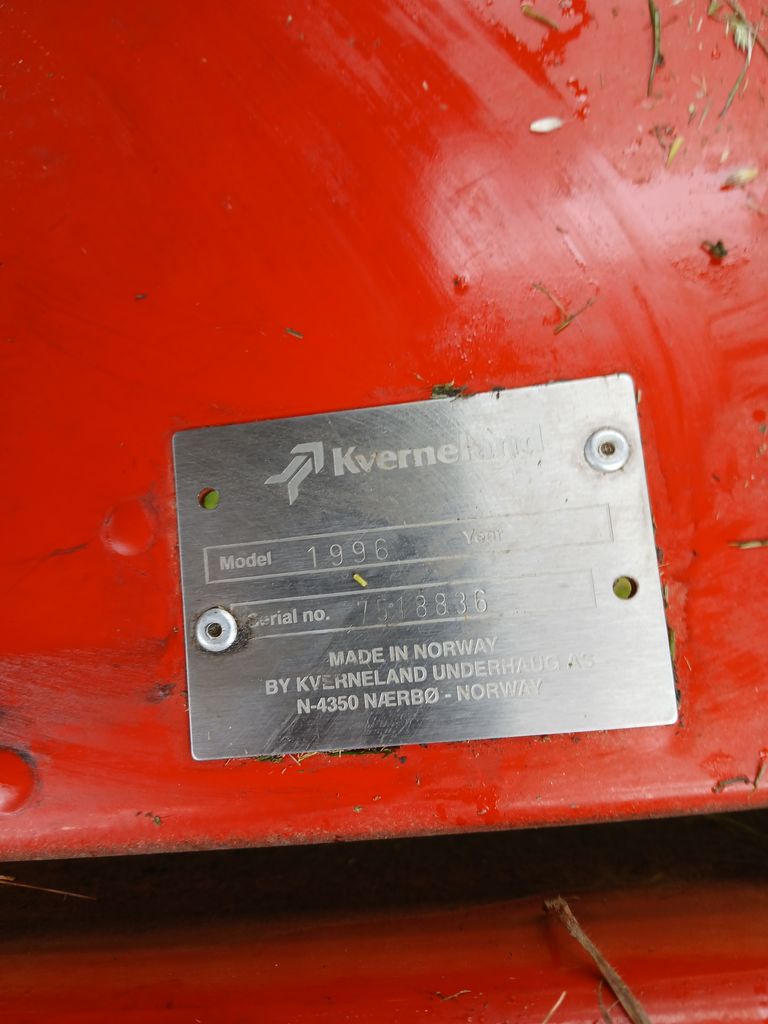 Kverneland
Model 1996 Year
Serial no. 7518836
MADE IN NORWAY
BY KVERNELAND UNDERHAUG AS
N-4350 NÆRBØ - NORWAY